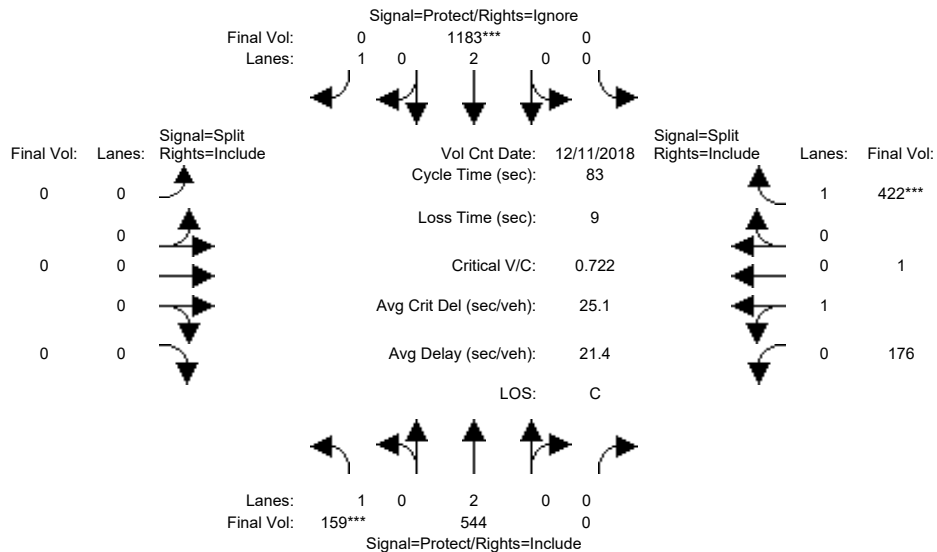 Signal=Protect/Rights=Ignore
Final Vol: 0 1183*** 0
Lanes: 1 0 2 0 0
Signal=Split
Final Vol: Lanes: Rights=Include
Vol Cnt Date: 12/11/2018
Signal=Split
Rights=Include Lanes: Final Vol:
Cycle Time (sec): 83
0 0
1 422***
Loss Time (sec): 9
0
0
0 0
Critical V/C: 0.722
0 1
0
Avg Crit Del (sec/veh): 25.1
1
0 0
Avg Delay (sec/veh): 21.4
0 176
LOS: C
Lanes: 1 0 2 0 0
Final Vol: 159*** 544 0
Signal=Protect/Rights=Include